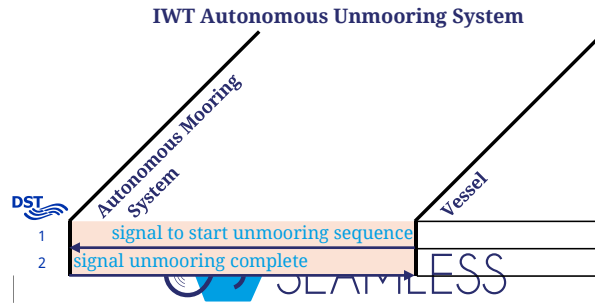 IWT Autonomous Unmooring System
Autonomous Mooring
System
Vessel
DST
1 signal to start unmooring sequence
2 signal unmooring complete
SEAMLESS